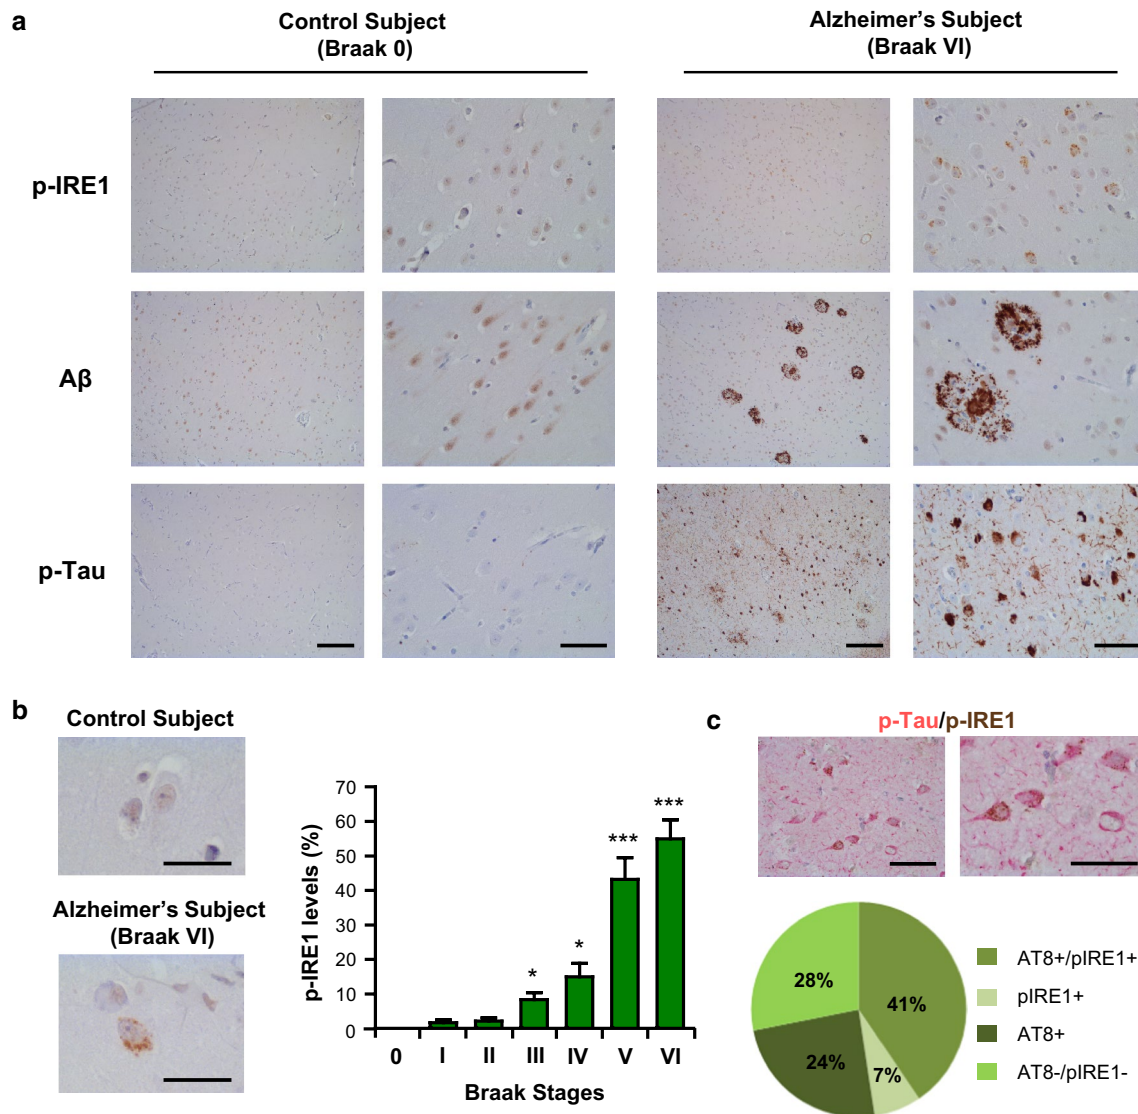 a
Control Subject
(Braak 0)
Alzheimer's Subject
(Braak VI)
p-IRE1
Aβ
p-Tau
b
Control Subject
Alzheimer's Subject
(Braak VI)
p-IRE1 levels (%)
70
60
50
40
30
20
10
0
*
*
***
***
0 I II III IV V VI
Braak Stages
c
p-Tau/p-IRE1
28%
41%
24%
7%
AT8+/pIRE1+
pIRE1+
AT8+
AT8-/pIRE1-